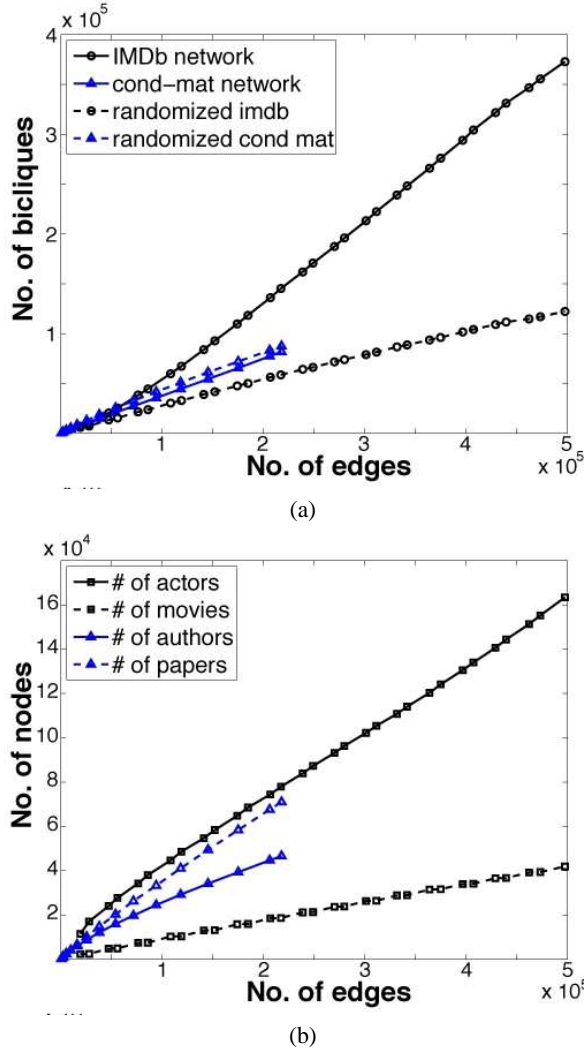 x 10^5
4
3
2
1
No. of bicliques
IMDb network
cond-mat network
randomized imdb
randomized cond mat
1 2 3 4 5
No. of edges
x 10^5
(a)
x 10^4
16
14
12
10
8
6
4
2
No. of nodes
# of actors
# of movies
# of authors
# of papers
1 2 3 4 5
No. of edges
x 10^5
(b)